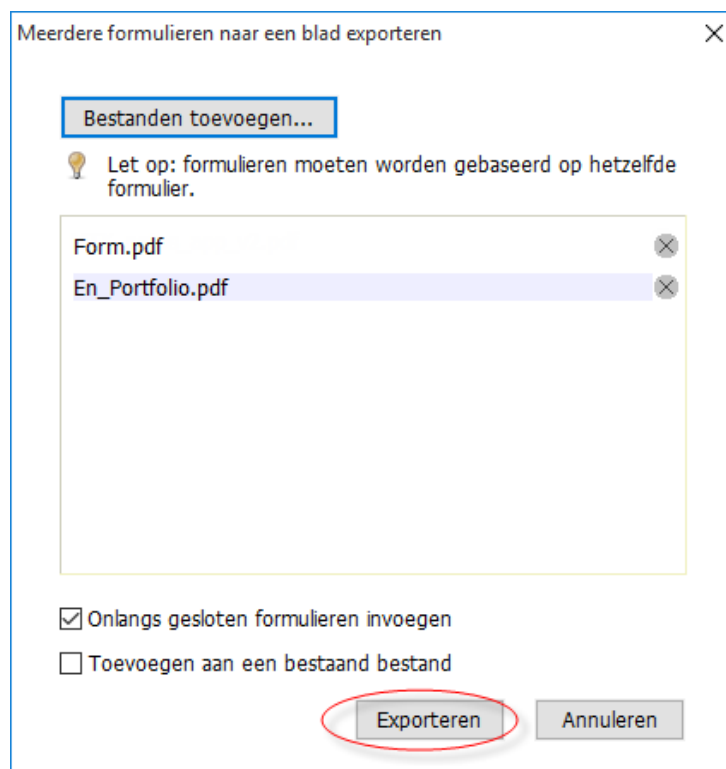 Meerdere formulieren naar een blad exporteren
Bestanden toevoegen...
Let op: formulieren moeten worden gebaseerd op hetzelfde
formulier.
Form.pdf
En_Portfolio.pdf
Onlangs gesloten formulieren invoegen
Toevoegen aan een bestaand bestand
Exporteren
Annuleren